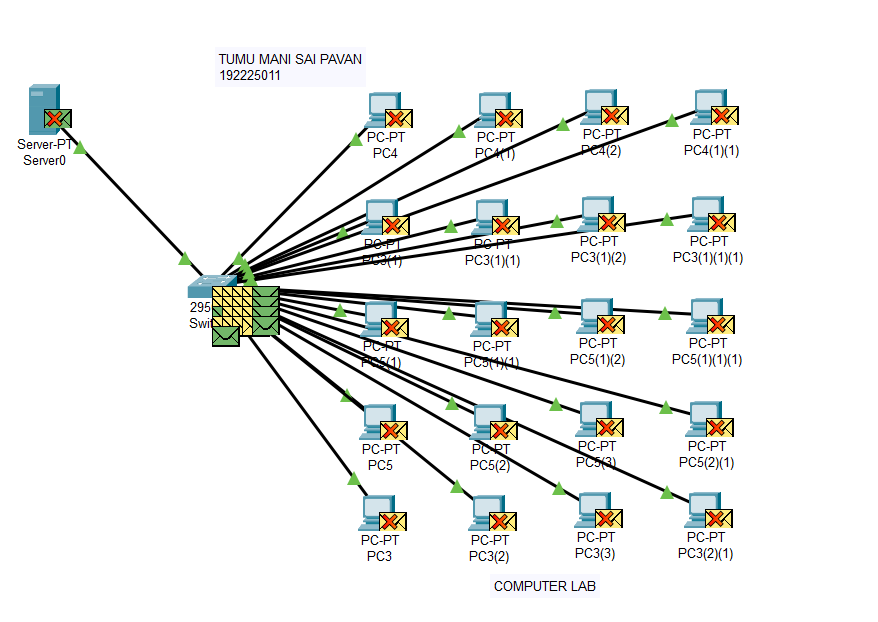 TUMU MANI SAI PAVAN
192225011
Server-PT
Server0
PC-PT
PC4
PC-PT
PC4(1)
PC-PT
PC4(2)
PC-PT
PC4(1)(1)
PC-PT
PC3(1)
PC-PT
PC3(1)(1)
PC-PT
PC3(1)(2)
PC-PT
PC3(1)(1)(1)
PC-PT
PC5(1)
PC-PT
PC5(1)(1)
PC-PT
PC5(1)(2)
PC-PT
PC5(1)(1)(1)
PC-PT
PC5
PC-PT
PC5(2)
PC-PT
PC5(3)
PC-PT
PC5(2)(1)
PC-PT
PC3
PC-PT
PC3(2)
PC-PT
PC3(3)
PC-PT
PC3(2)(1)
COMPUTER LAB